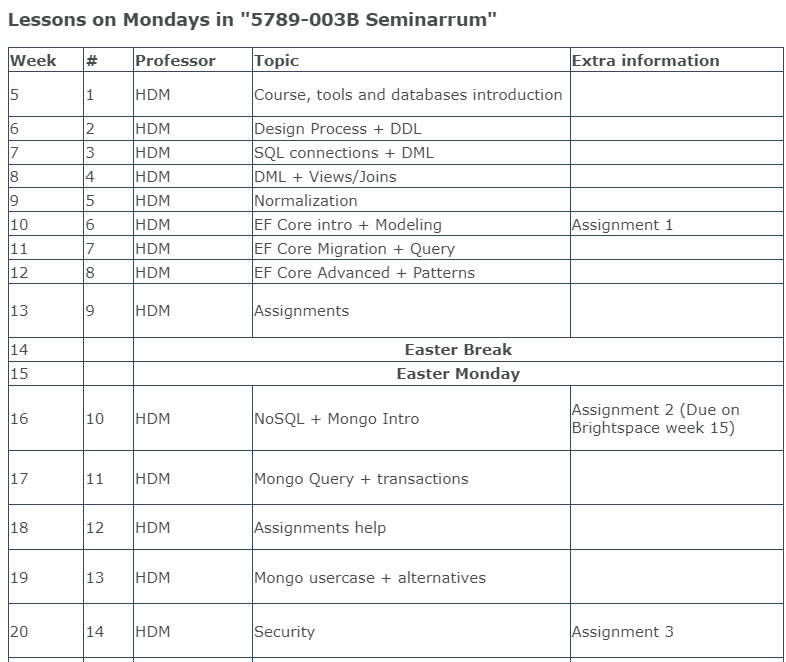 Lessons on Mondays in "5789-003B Seminarrum"
Week # Professor Topic Extra information
5 1 HDM Course, tools and databases introduction
6 2 HDM Design Process + DDL
7 3 HDM SQL connections + DML
8 4 HDM DML + Views/Joins
9 5 HDM Normalization
10 6 HDM EF Core intro + Modeling Assignment 1
11 7 HDM EF Core Migration + Query
12 8 HDM EF Core Advanced + Patterns
13 9 HDM Assignments
14 Easter Break
15 Easter Monday
16 10 HDM NoSQL + Mongo Intro Assignment 2 (Due on
Brightspace week 15)
17 11 HDM Mongo Query + transactions
18 12 HDM Assignments help
19 13 HDM Mongo usercase + alternatives
20 14 HDM Security Assignment 3